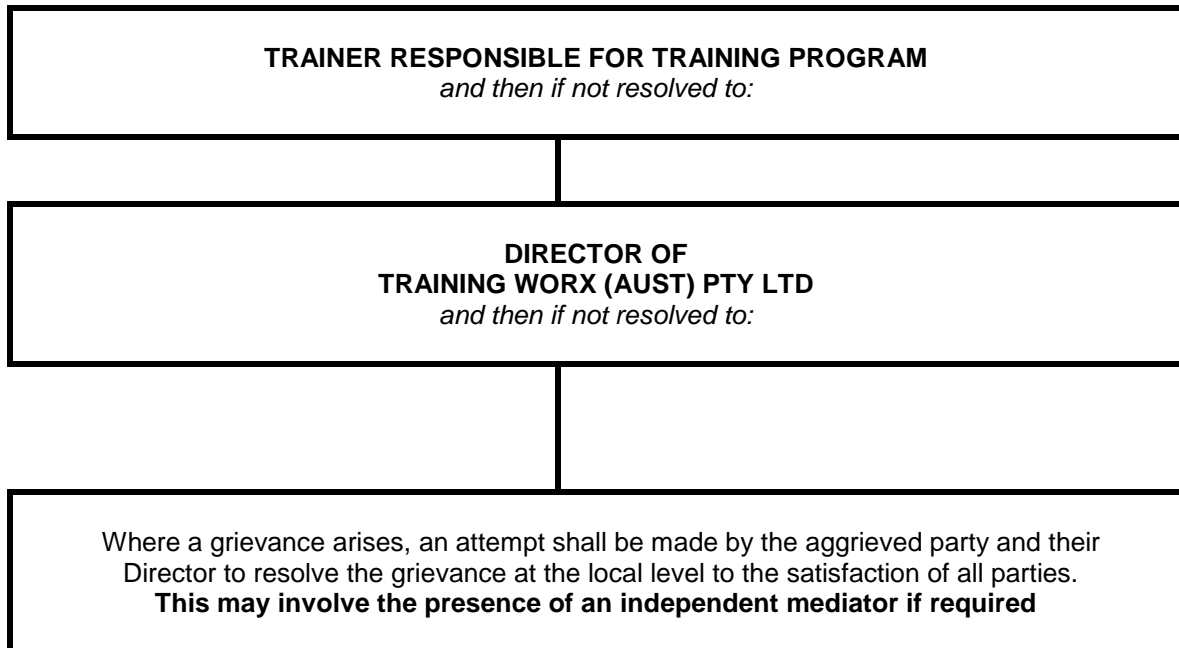 TRAINER RESPONSIBLE FOR TRAINING PROGRAM
and then if not resolved to:
DIRECTOR OF
TRAINING WORX (AUST) PTY LTD
and then if not resolved to:
Where a grievance arises, an attempt shall be made by the aggrieved party and their
Director to resolve the grievance at the local level to the satisfaction of all parties.
This may involve the presence of an independent mediator if required